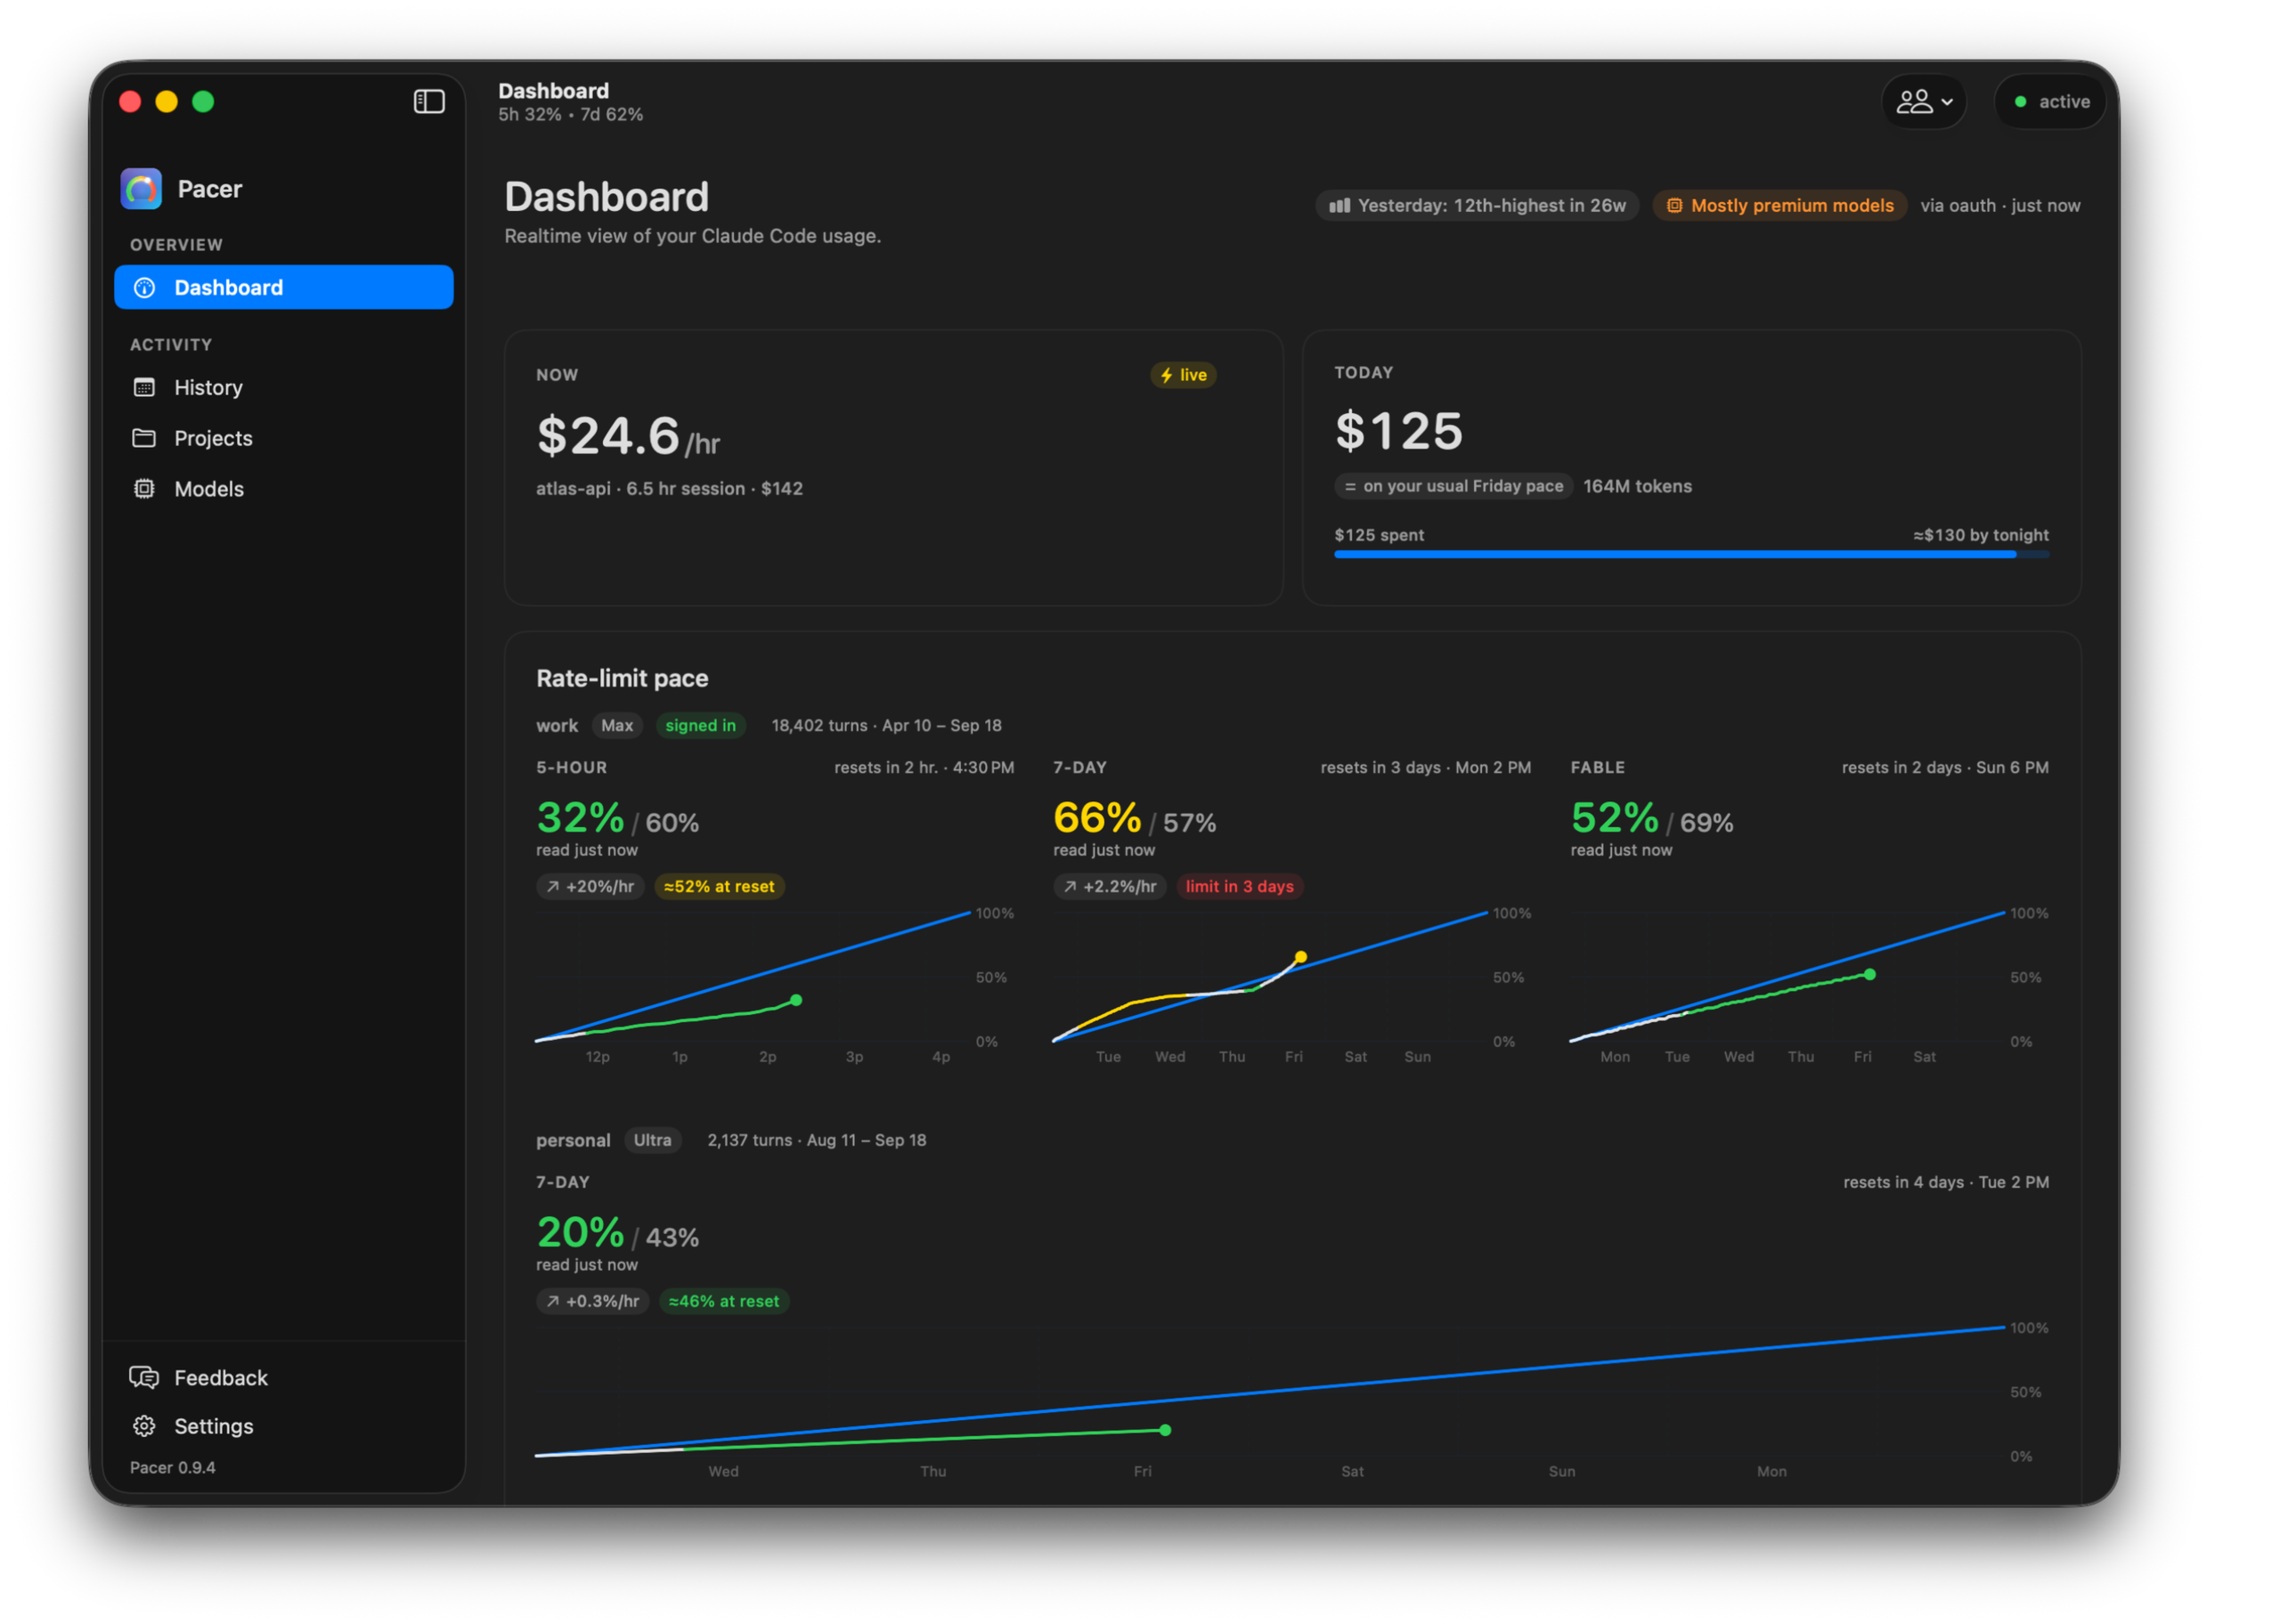 Dashboard
5h 32% • 7d 62%
active
Pacer
OVERVIEW
Dashboard
ACTIVITY
History
Projects
Models
Feedback
Settings
Pacer 0.9.4
Dashboard
Realtime view of your Claude Code usage.
Yesterday: 12th-highest in 26w
Mostly premium models
via oauth · just now
NOW
live
$24.6/hr
atlas-api · 6.5 hr session · $142
TODAY
$125
= on your usual Friday pace 164M tokens
$125 spent
≈$130 by tonight
Rate-limit pace
work Max signed in 18,402 turns · Apr 10 – Sep 18
5-HOUR
resets in 2 hr. · 4:30 PM
32% / 60%
read just now
↗ +20%/hr ≈52% at reset
100%
50%
0%
12p 1p 2p 3p 4p
7-DAY
resets in 3 days · Mon 2 PM
66% / 57%
read just now
↗ +2.2%/hr limit in 3 days
100%
50%
0%
Tue Wed Thu Fri Sat Sun
FABLE
resets in 2 days · Sun 6 PM
52% / 69%
read just now
100%
50%
0%
Mon Tue Wed Thu Fri Sat
personal Ultra 2,137 turns · Aug 11 – Sep 18
7-DAY
resets in 4 days · Tue 2 PM
20% / 43%
read just now
↗ +0.3%/hr ≈46% at reset
100%
50%
0%
Wed Thu Fri Sat Sun Mon